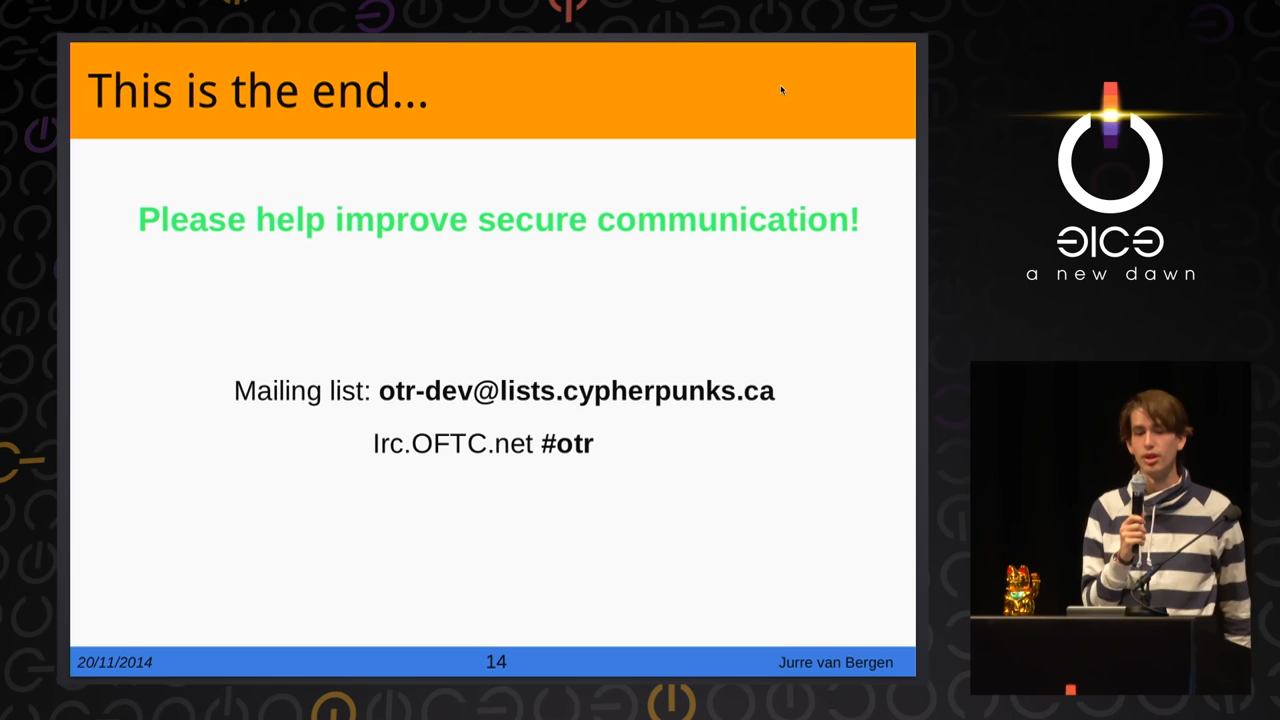 This is the end...
Please help improve secure communication!
Mailing list: otr-dev@lists.cypherpunks.ca
Irc.OFTC.net #otr
20/11/2014
14
Jurre van Bergen
ƎICƎ
a new dawn